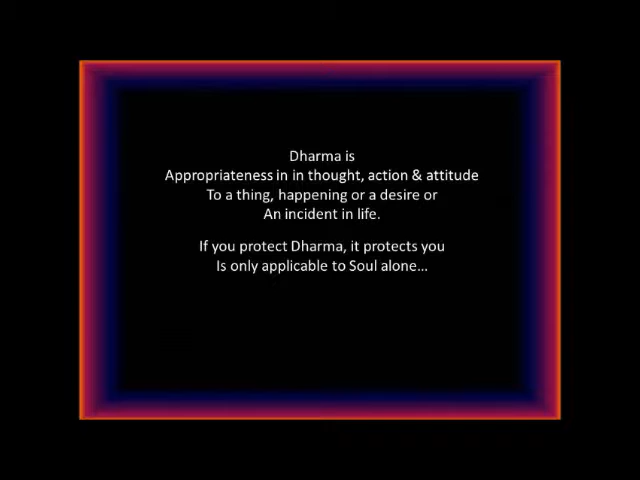 Dharma is
Appropriateness in in thought, action & attitude
To a thing, happening or a desire or
An incident in life.
If you protect Dharma, it protects you
Is only applicable to Soul alone…